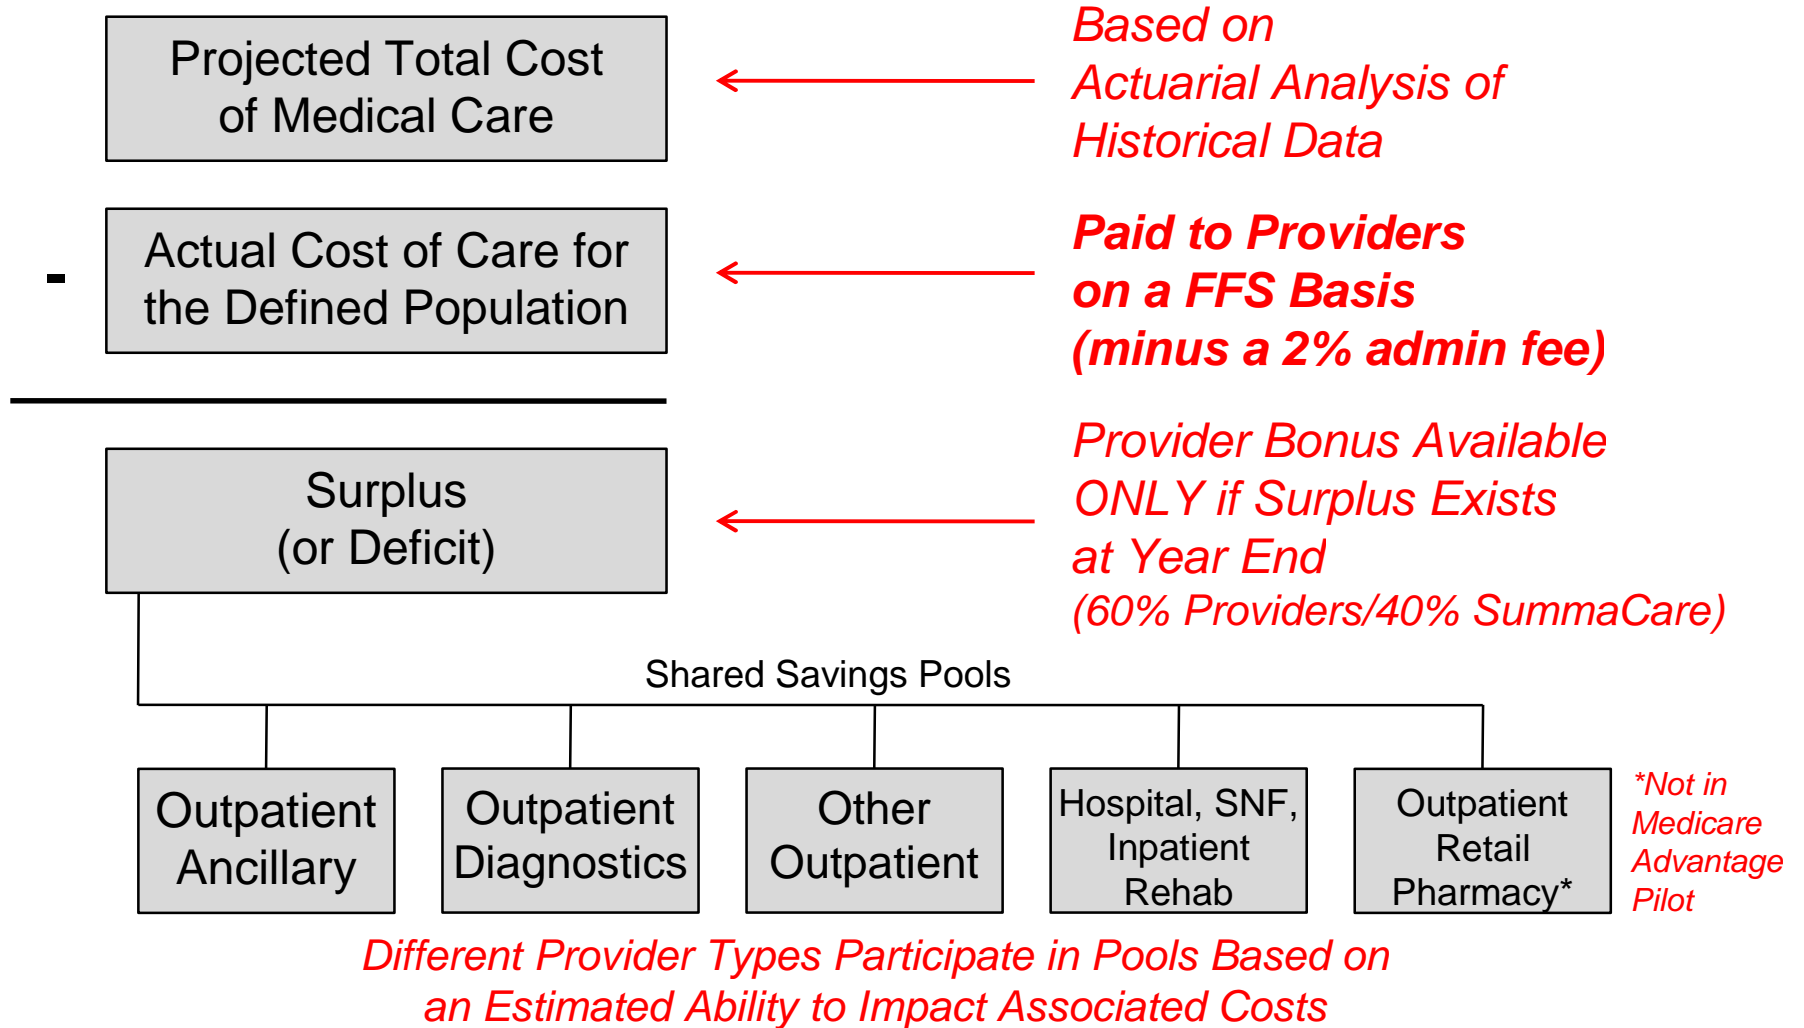 Projected Total Cost
of Medical Care
Based on
Actuarial Analysis of
Historical Data
-
Actual Cost of Care for
the Defined Population
Paid to Providers
on a FFS Basis
(minus a 2% admin fee)
Surplus
(or Deficit)
Provider Bonus Available
ONLY if Surplus Exists
at Year End
(60% Providers/40% SummaCare)
Shared Savings Pools
Outpatient
Ancillary
Outpatient
Diagnostics
Other
Outpatient
Hospital, SNF,
Inpatient
Rehab
Outpatient
Retail
Pharmacy*
*Not in
Medicare
Advantage
Pilot
Different Provider Types Participate in Pools Based on
an Estimated Ability to Impact Associated Costs